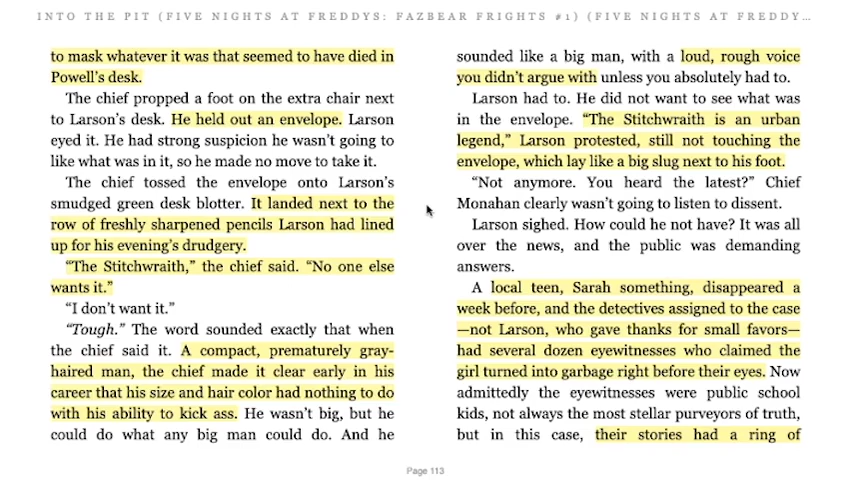 INTO THE PIT (FIVE NIGHTS AT FREDDYS: FAZBEAR FRIGHTS #1) (FIVE NIGHTS AT FREDDY...
to mask whatever it was that seemed to have died in
Powell's desk.
The chief propped a foot on the extra chair next
to Larson's desk. He held out an envelope. Larson
eyed it. He had strong suspicion he wasn't going to
like what was in it, so he made no move to take it.
The chief tossed the envelope onto Larson's
smudged green desk blotter. It landed next to the
row of freshly sharpened pencils Larson had lined
up for his evening's drudgery.
"The Stitchwraith," the chief said. "No one else
wants it."
"I don't want it."
"Tough." The word sounded exactly that when
the chief said it. A compact, prematurely gray-
haired man, the chief made it clear early in his
career that his size and hair color had nothing to do
with his ability to kick ass. He wasn't big, but he
could do what any big man could do. And he
sounded like a big man, with a loud, rough voice
you didn't argue with unless you absolutely had to.
Larson had to. He did not want to see what was
in the envelope. "The Stitchwraith is an urban
legend," Larson protested, still not touching the
envelope, which lay like a big slug next to his foot.
"Not anymore. You heard the latest?" Chief
Monahan clearly wasn't going to listen to dissent.
Larson sighed. How could he not have? It was all
over the news, and the public was demanding
answers.
A local teen, Sarah something, disappeared a
week before, and the detectives assigned to the case
—not Larson, who gave thanks for small favors—
had several dozen eyewitnesses who claimed the
girl turned into garbage right before their eyes. Now
admittedly the eyewitnesses were public school
kids, not always the most stellar purveyors of truth,
but in this case, their stories had a ring of
Page 113